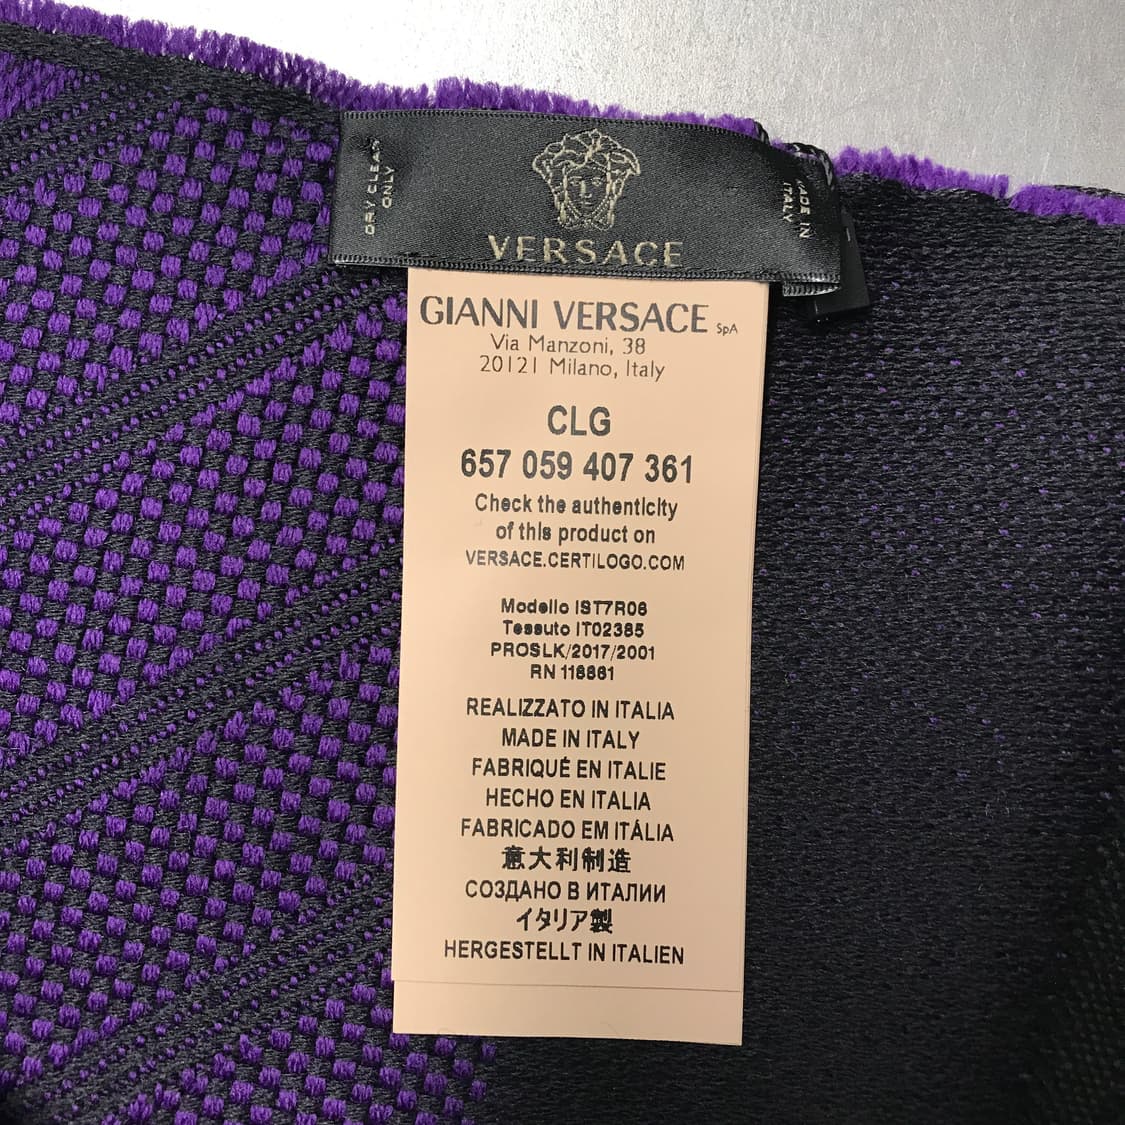 DRY CLEAN
ONLY
VERSACE
MADE IN
ITALY
GIANNI VERSACE SpA
Via Manzoni, 38
20121 Milano, Italy
CLG
657 059 407 361
Check the authenticity
of this product on
VERSACE.CERTILOGO.COM
Modello IST7R06
Tessuto IT02385
PROSLK/2017/2001
RN 118861
REALIZZATO IN ITALIA
MADE IN ITALY
FABRIQUÉ EN ITALIE
HECHO EN ITALIA
FABRICADO EM ITÁLIA
意大利制造
СОЗДАНО В ИТАЛИИ
イタリア製
HERGESTELLT IN ITALIEN